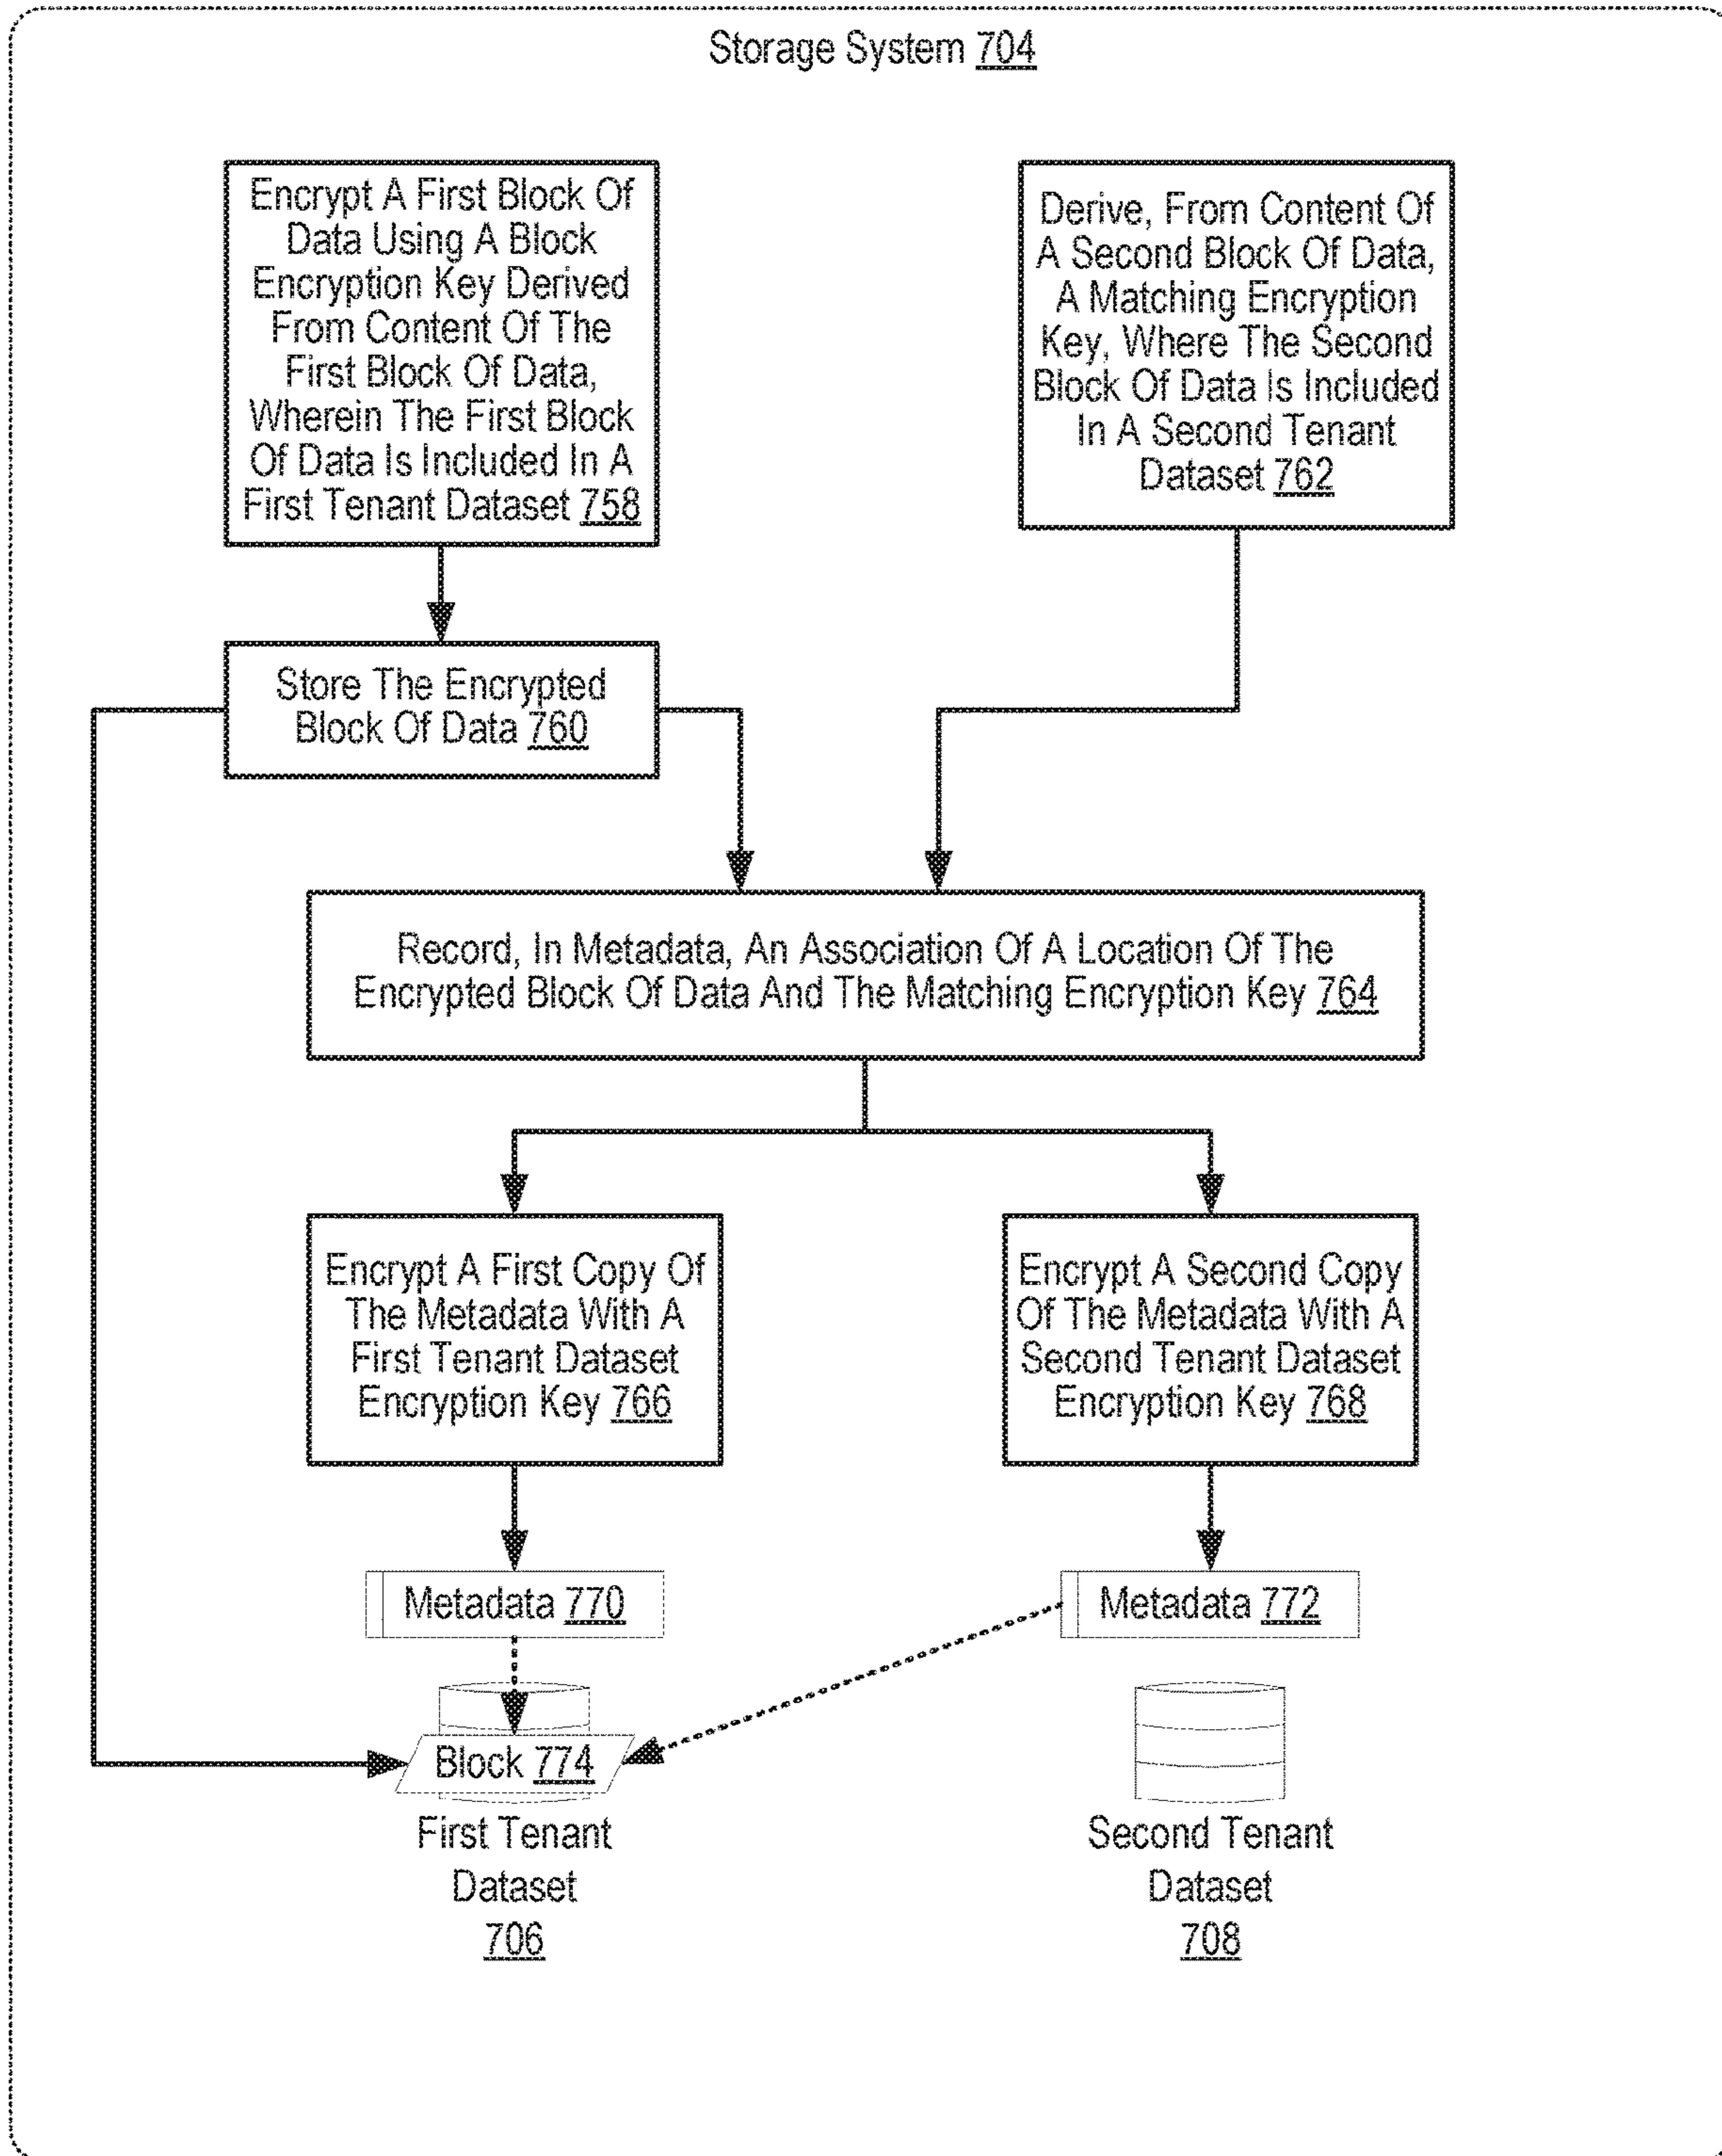 Storage System 704
Encrypt A First Block Of
Data Using A Block
Encryption Key Derived
From Content Of The
First Block Of Data,
Wherein The First Block
Of Data Is Included In A
First Tenant Dataset 758
Derive, From Content Of
A Second Block Of Data,
A Matching Encryption
Key, Where The Second
Block Of Data Is Included
In A Second Tenant
Dataset 762
Store The Encrypted
Block Of Data 760
Record, In Metadata, An Association Of A Location Of The
Encrypted Block Of Data And The Matching Encryption Key 764
Encrypt A First Copy Of
The Metadata With A
First Tenant Dataset
Encryption Key 766
Encrypt A Second Copy
Of The Metadata With A
Second Tenant Dataset
Encryption Key 768
Metadata 770
Metadata 772
Block 774
First Tenant
Dataset
706
Second Tenant
Dataset
708